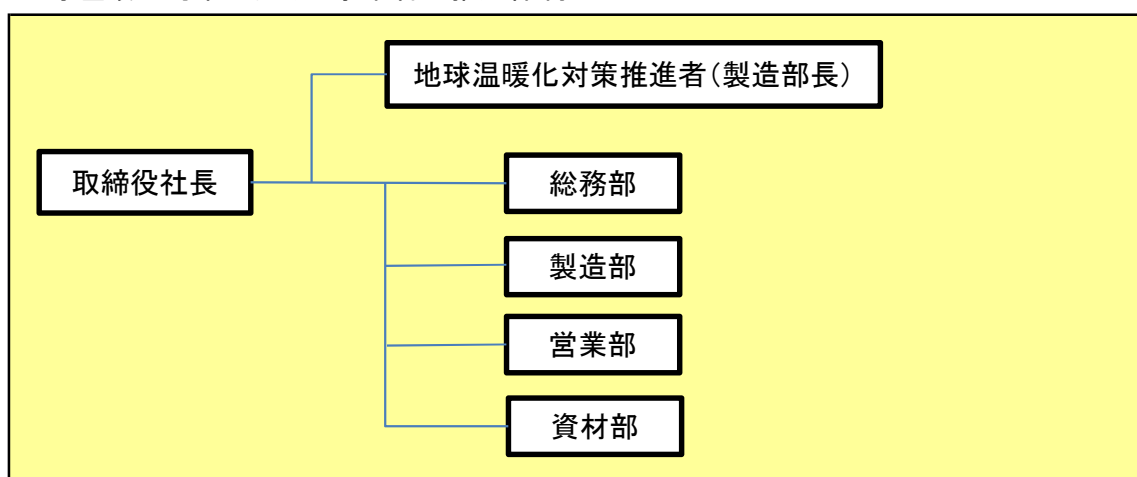 地球温暖化対策推進者(製造部長)
取締役社長
総務部
製造部
営業部
資材部